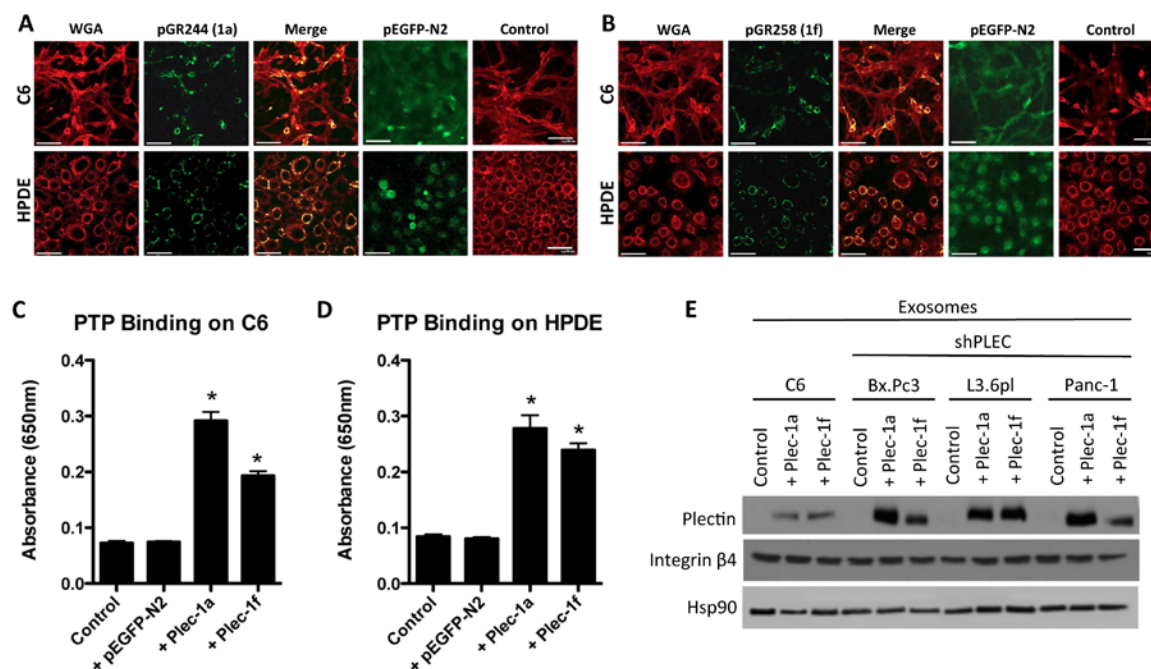 A
WGA pGR244 (1a) Merge pEGFP-N2 Control
C6
HPDE
B
WGA pGR258 (1f) Merge pEGFP-N2 Control
C6
HPDE
C
PTP Binding on C6
Absorbance (650nm)
0.4
0.3
0.2
0.1
0.0
* *
Control
+ pEGFP-N2
+ Plec-1a
+ Plec-1f
D
PTP Binding on HPDE
Absorbance (650nm)
0.4
0.3
0.2
0.1
0.0
* *
Control
+ pEGFP-N2
+ Plec-1a
+ Plec-1f
E
Exosomes
shPLEC
C6 Bx.Pc3 L3.6pl Panc-1
Control + Plec-1a + Plec-1f Control + Plec-1a + Plec-1f Control + Plec-1a + Plec-1f Control + Plec-1a + Plec-1f
Plectin
Integrin β4
Hsp90